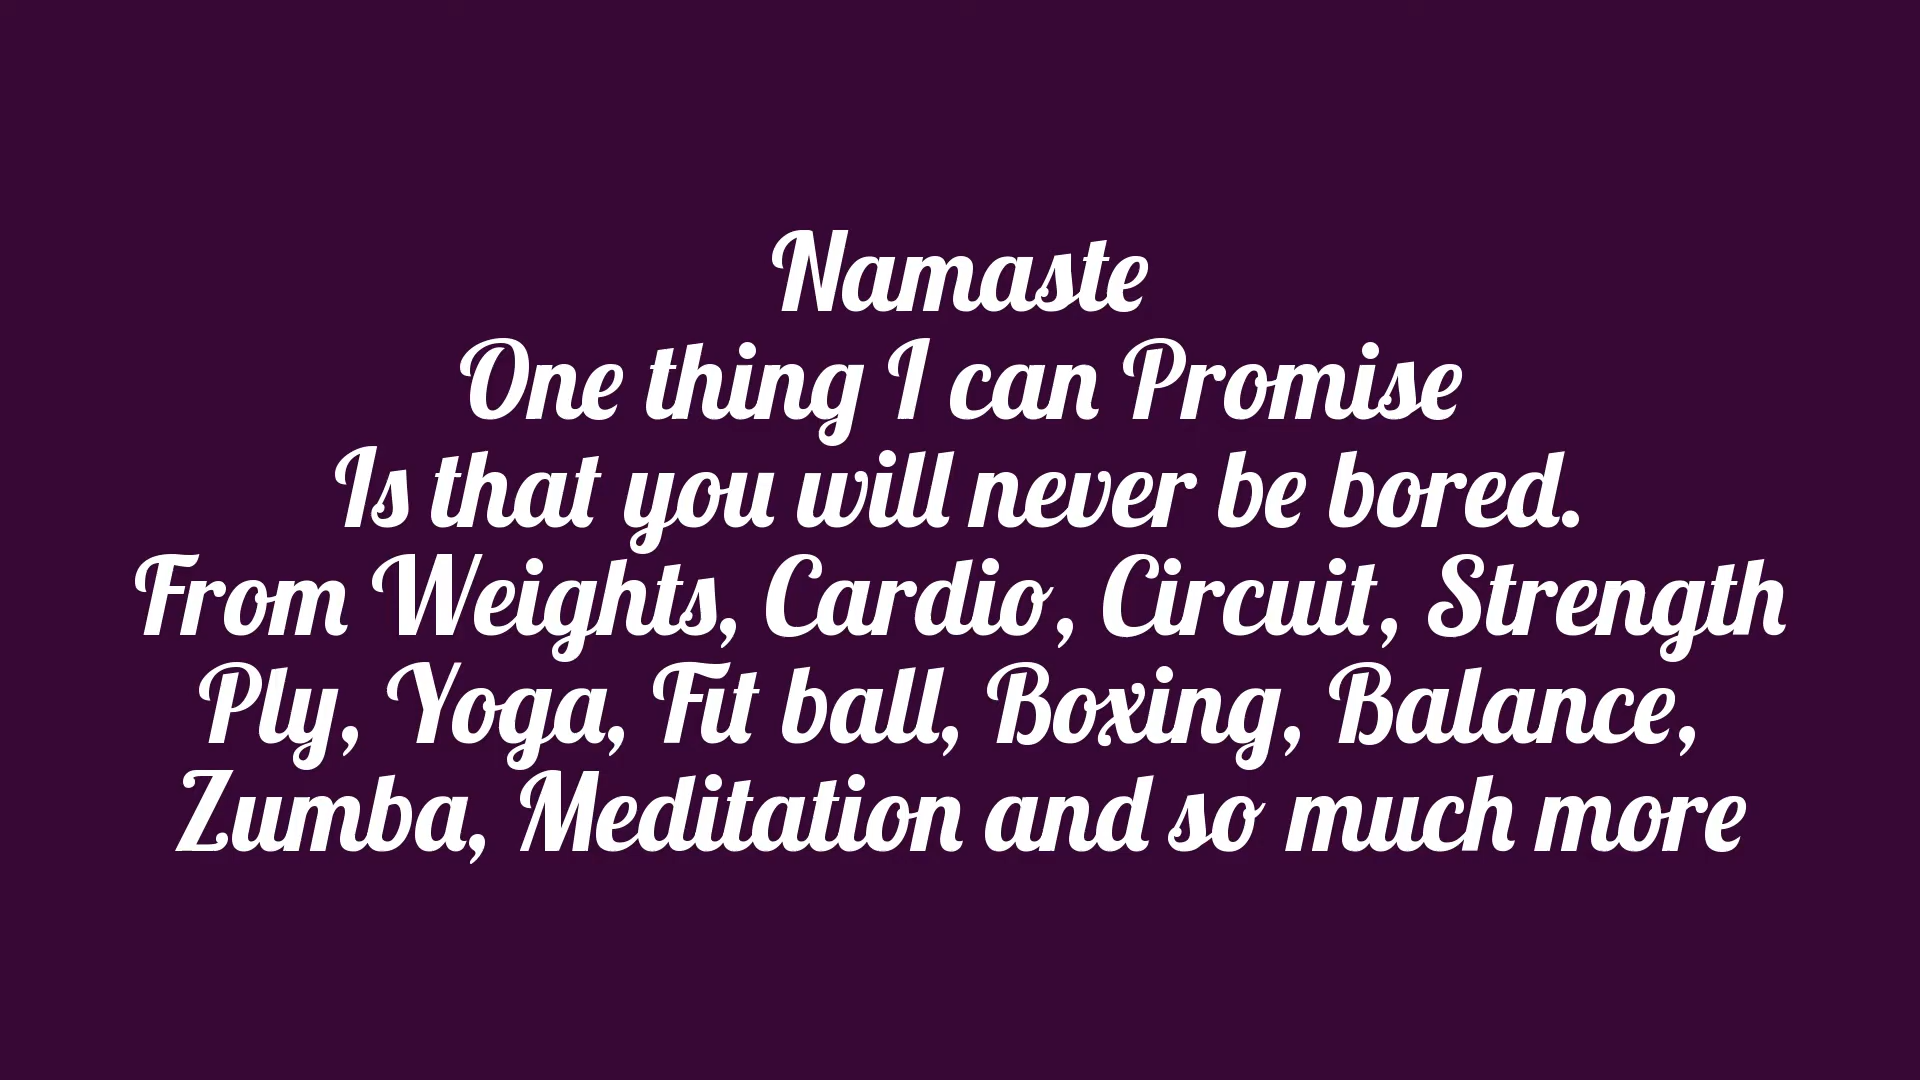 Namaste
One thing I can Promise
Is that you will never be bored.
From Weights, Cardio, Circuit, Strength
Ply, Yoga, Fit ball, Boxing, Balance,
Zumba, Meditation and so much more